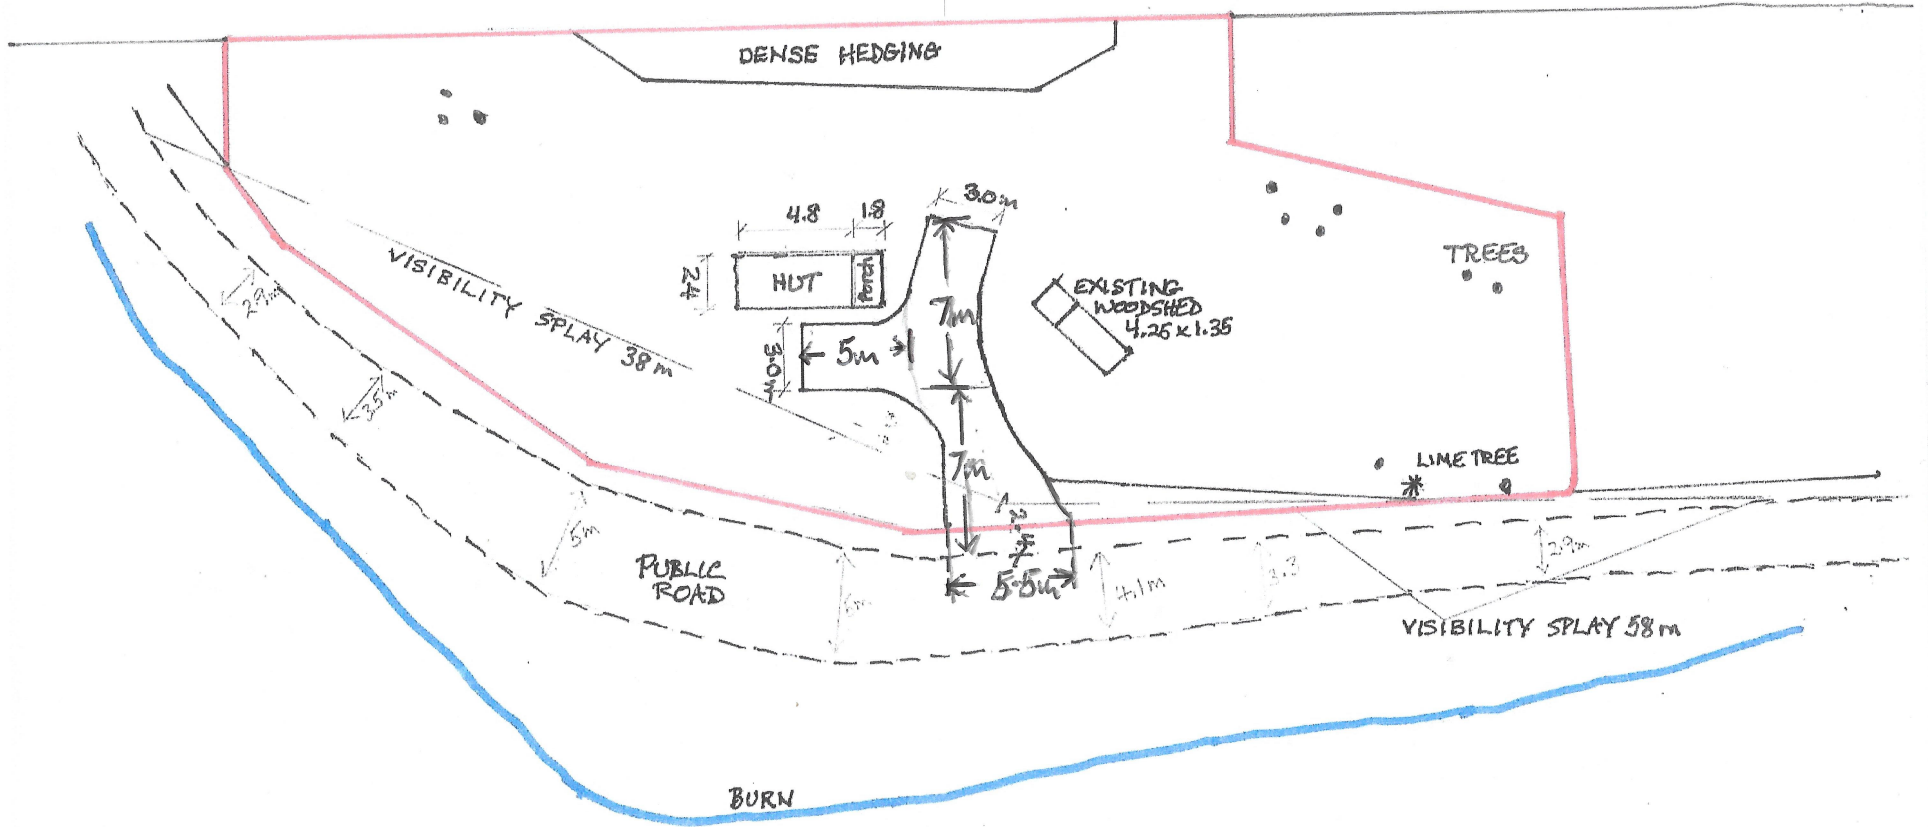 DENSE HEDGING
3.0m
4.8
1.8
VISIBILITY SPLAY 38m
2.4
HUT
Porch
TREES
EXISTING
WOODSHED
4.25 x 1.35
7m
2.9m
5m
3.0m
3.5m
7m
LIME TREE
5m
PUBLIC
ROAD
5.5m
4.1m
3.3
2.9m
VISIBILITY SPLAY 58m
BURN